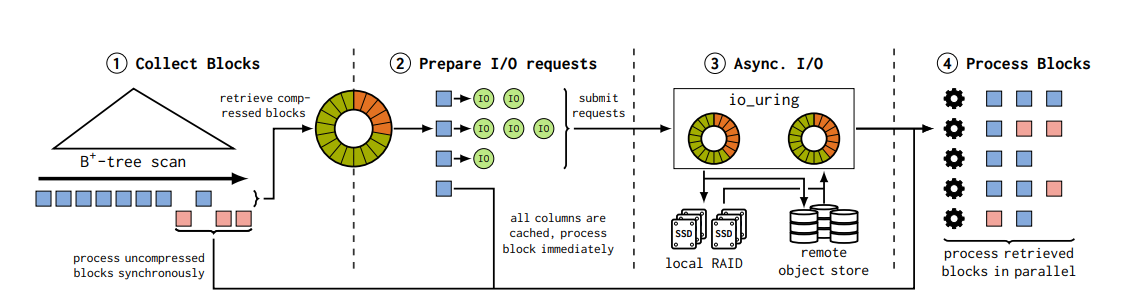 1 Collect Blocks
2 Prepare I/O requests
3 Async. I/O
4 Process Blocks
retrieve comp-
ressed blocks
B+-tree scan
process uncompressed
blocks synchronously
IO IO
IO IO IO
IO
submit
requests
all columns are
cached, process
block immediately
io_uring
SSD SSD
local RAID
remote
object store
process retrieved
blocks in parallel